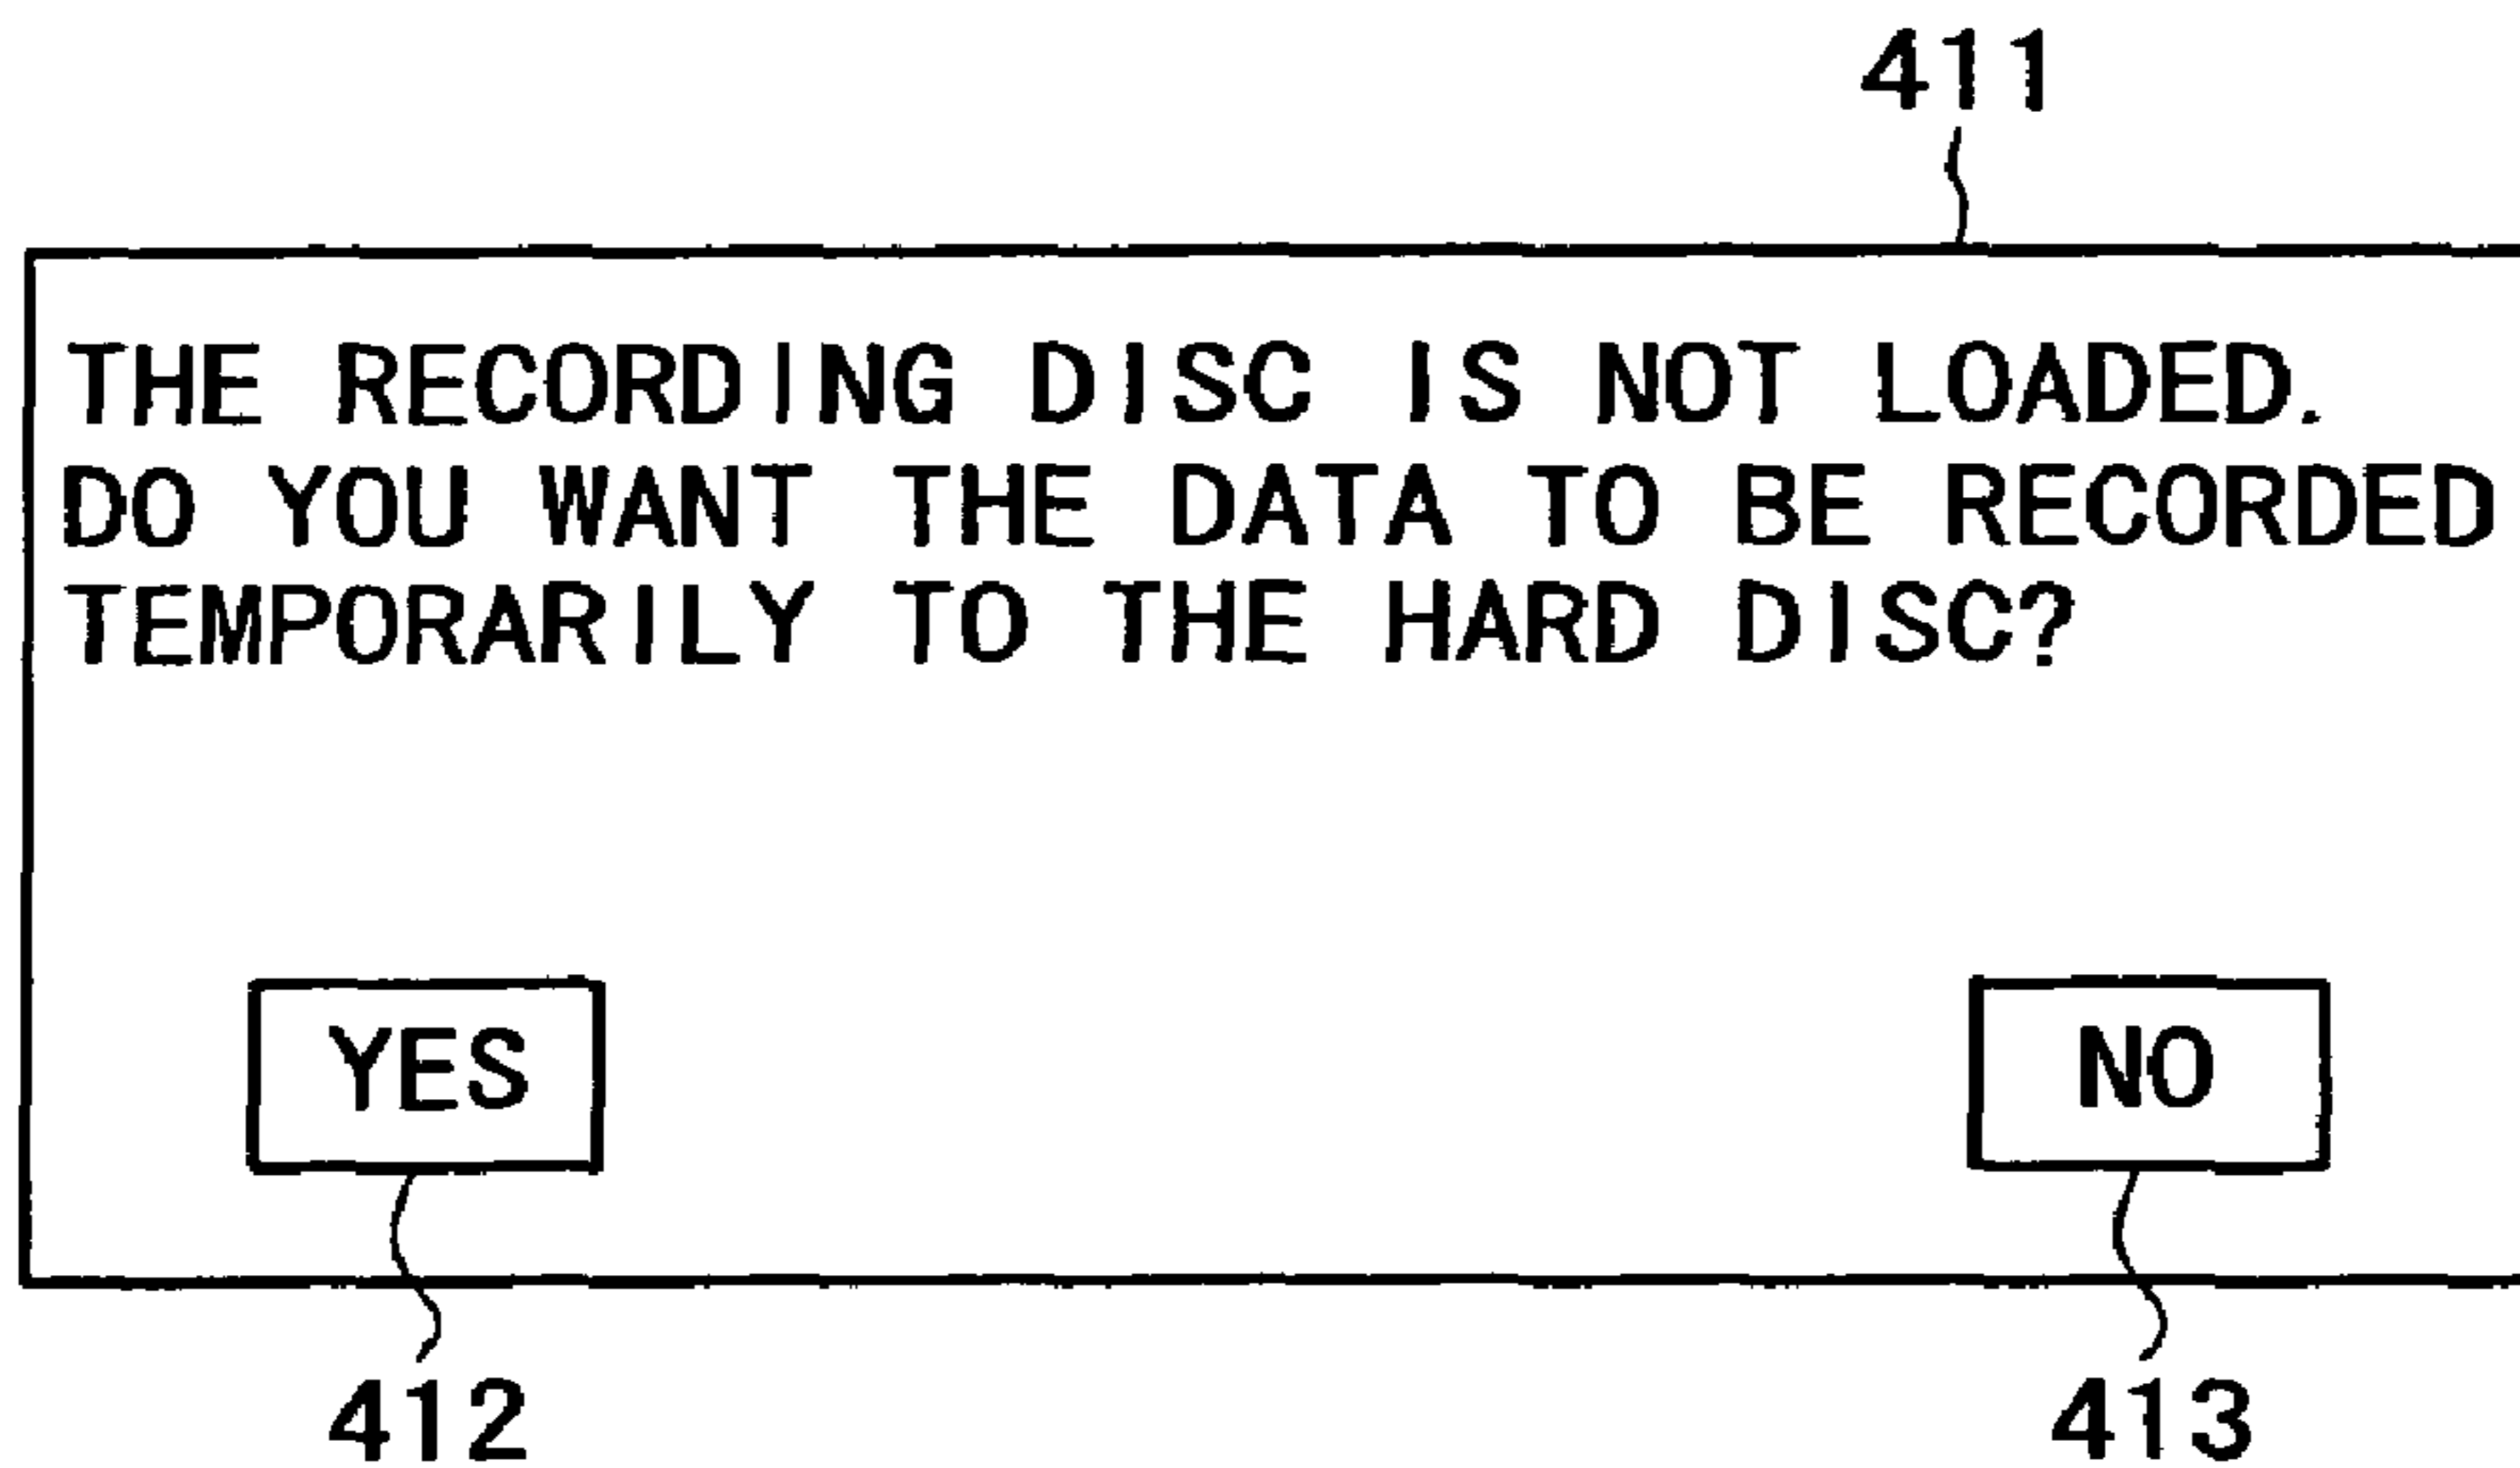 411
THE RECORDING DISC IS NOT LOADED.
DO YOU WANT THE DATA TO BE RECORDED
TEMPORARILY TO THE HARD DISC?
YES NO
412 413